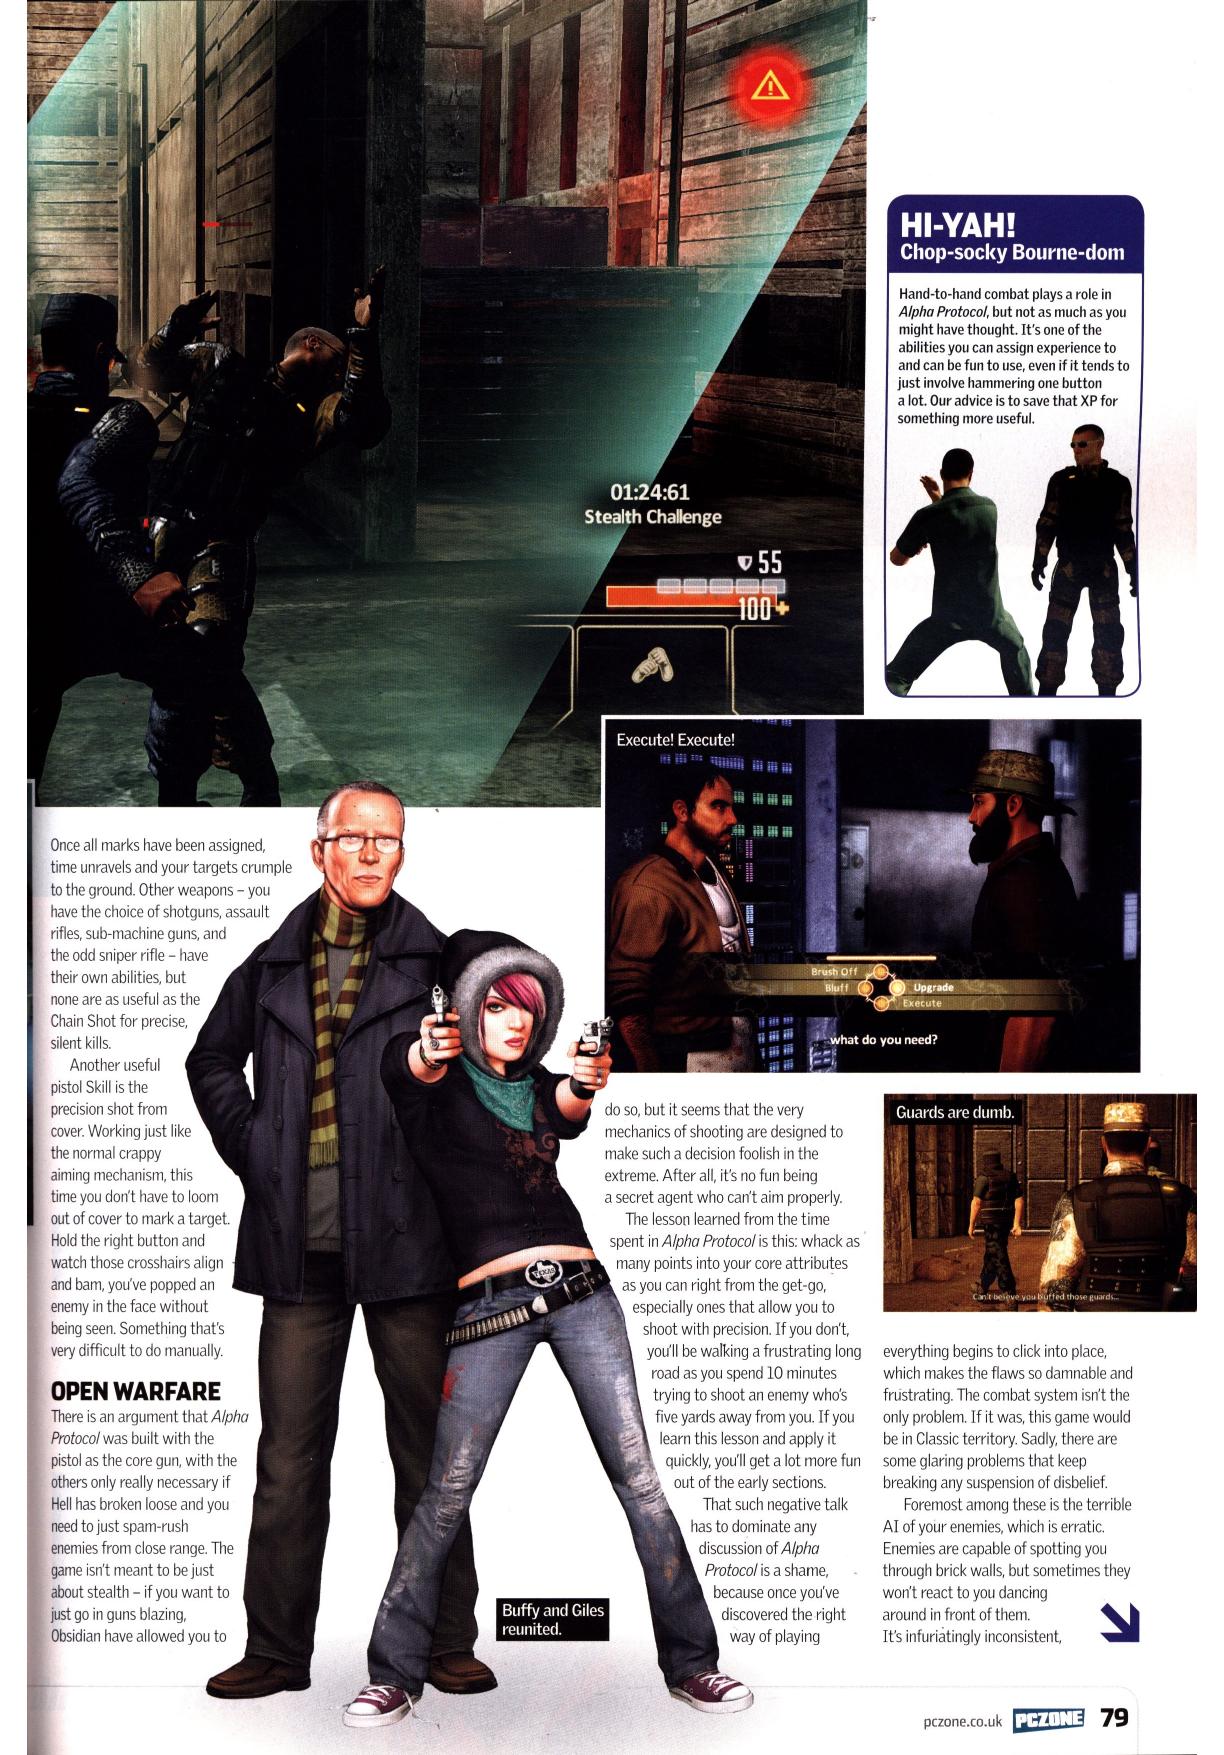 01:24:61
Stealth Challenge
55
100+
HI-YAH!
Chop-socky Bourne-dom
Hand-to-hand combat plays a role in
Alpha Protocol, but not as much as you
might have thought. It's one of the
abilities you can assign experience to
and can be fun to use, even if it tends to
just involve hammering one button
a lot. Our advice is to save that XP for
something more useful.
Execute! Execute!
Brush Off
Bluff
Upgrade
Execute
what do you need?
Once all marks have been assigned,
time unravels and your targets crumple
to the ground. Other weapons – you
have the choice of shotguns, assault
rifles, sub-machine guns, and
the odd sniper rifle – have
their own abilities, but
none are as useful as the
Chain Shot for precise,
silent kills.
Another useful
pistol Skill is the
precision shot from
cover. Working just like
the normal crappy
aiming mechanism, this
time you don't have to loom
out of cover to mark a target.
Hold the right button and
watch those crosshairs align
and bam, you've popped an
enemy in the face without
being seen. Something that's
very difficult to do manually.
OPEN WARFARE
There is an argument that Alpha
Protocol was built with the
pistol as the core gun, with the
others only really necessary if
Hell has broken loose and you
need to just spam-rush
enemies from close range. The
game isn't meant to be just
about stealth – if you want to
just go in guns blazing,
Obsidian have allowed you to
TEXAS
Buffy and Giles
reunited.
do so, but it seems that the very
mechanics of shooting are designed to
make such a decision foolish in the
extreme. After all, it's no fun being
a secret agent who can't aim properly.
The lesson learned from the time
spent in Alpha Protocol is this: whack as
many points into your core attributes
as you can right from the get-go,
especially ones that allow you to
shoot with precision. If you don't,
you'll be walking a frustrating long
road as you spend 10 minutes
trying to shoot an enemy who's
five yards away from you. If you
learn this lesson and apply it
quickly, you'll get a lot more fun
out of the early sections.
That such negative talk
has to dominate any
discussion of Alpha
Protocol is a shame,
because once you've
discovered the right
way of playing
Guards are dumb.
Can't believe you bluffed those guards...
everything begins to click into place,
which makes the flaws so damnable and
frustrating. The combat system isn't the
only problem. If it was, this game would
be in Classic territory. Sadly, there are
some glaring problems that keep
breaking any suspension of disbelief.
Foremost among these is the terrible
AI of your enemies, which is erratic.
Enemies are capable of spotting you
through brick walls, but sometimes they
won't react to you dancing
around in front of them.
It's infuriatingly inconsistent,
pczone.co.uk PCZONE 79